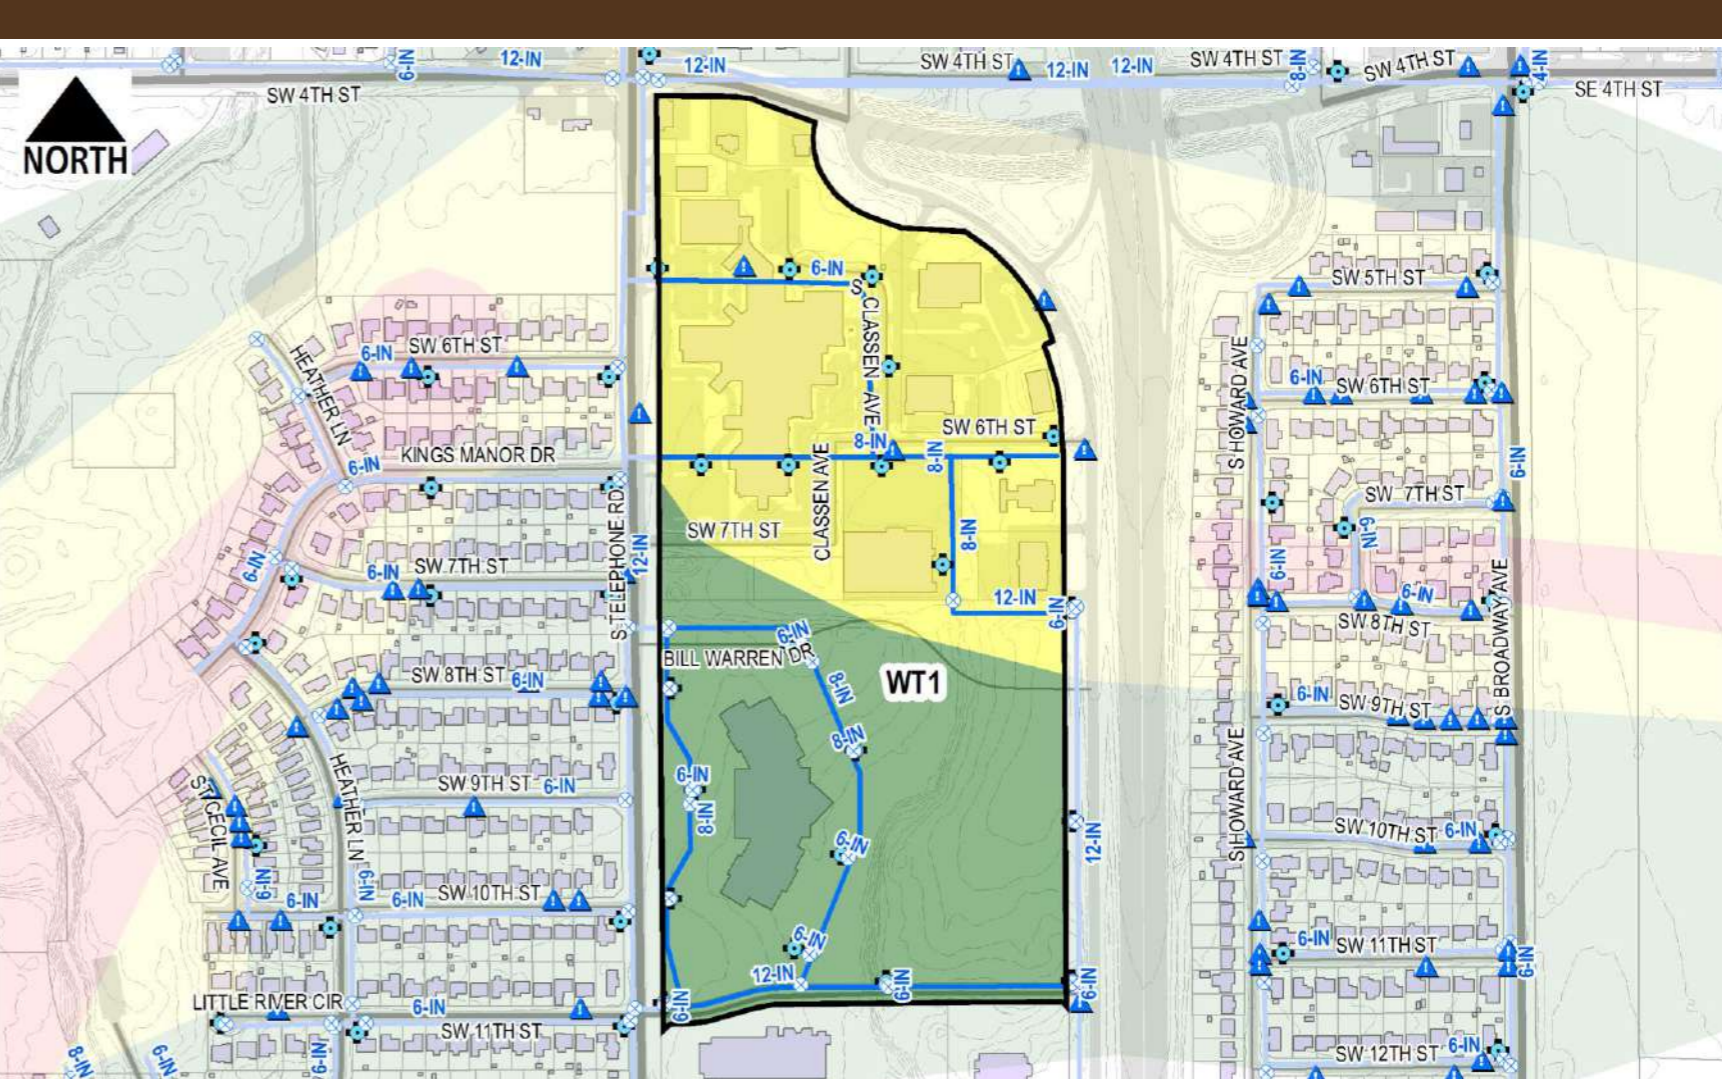 6-IN
12-IN
12-IN
SW 4TH ST
12-IN
12-IN
SW 4TH ST
8-IN
SW 4TH ST
4-IN
SW 4TH ST
SE 4TH ST
NORTH
6-IN
S
CLASSEN AVE
SW 5TH ST
HEATHER LN
6-IN
SW 6TH ST
S HOWARD AVE
6-IN
SW 6TH ST
KINGS MANOR DR
6-IN
8-IN
8-IN
SW 6TH ST
CLASSEN AVE
6-IN
S TELEPHONE RD
12-IN
SW 7TH ST
8-IN
SW 7TH ST
6-IN
6-IN
6-IN
SW 7TH ST
6-IN
12-IN
6-IN
6-IN
SW 8TH ST
S BROADWAY AVE
6-IN
BILL WARREN DR
SW 8TH ST
6-IN
8-IN
WT1
6-IN
SW 9TH ST
8-IN
HEATHER LN
ST CECIL AVE
SW 9TH ST
6-IN
6-IN
8-IN
S HOWARD AVE
6-IN
12-IN
SW 10TH ST
6-IN
6-IN
6-IN
6-IN
6-IN
SW 10TH ST
6-IN
6-IN
SW 11TH ST
6-IN
12-IN
6-IN
6-IN
LITTLE RIVER CIR
6-IN
6-IN
SW 11TH ST
8-IN
6-IN
6-IN
SW 12TH ST
6-IN